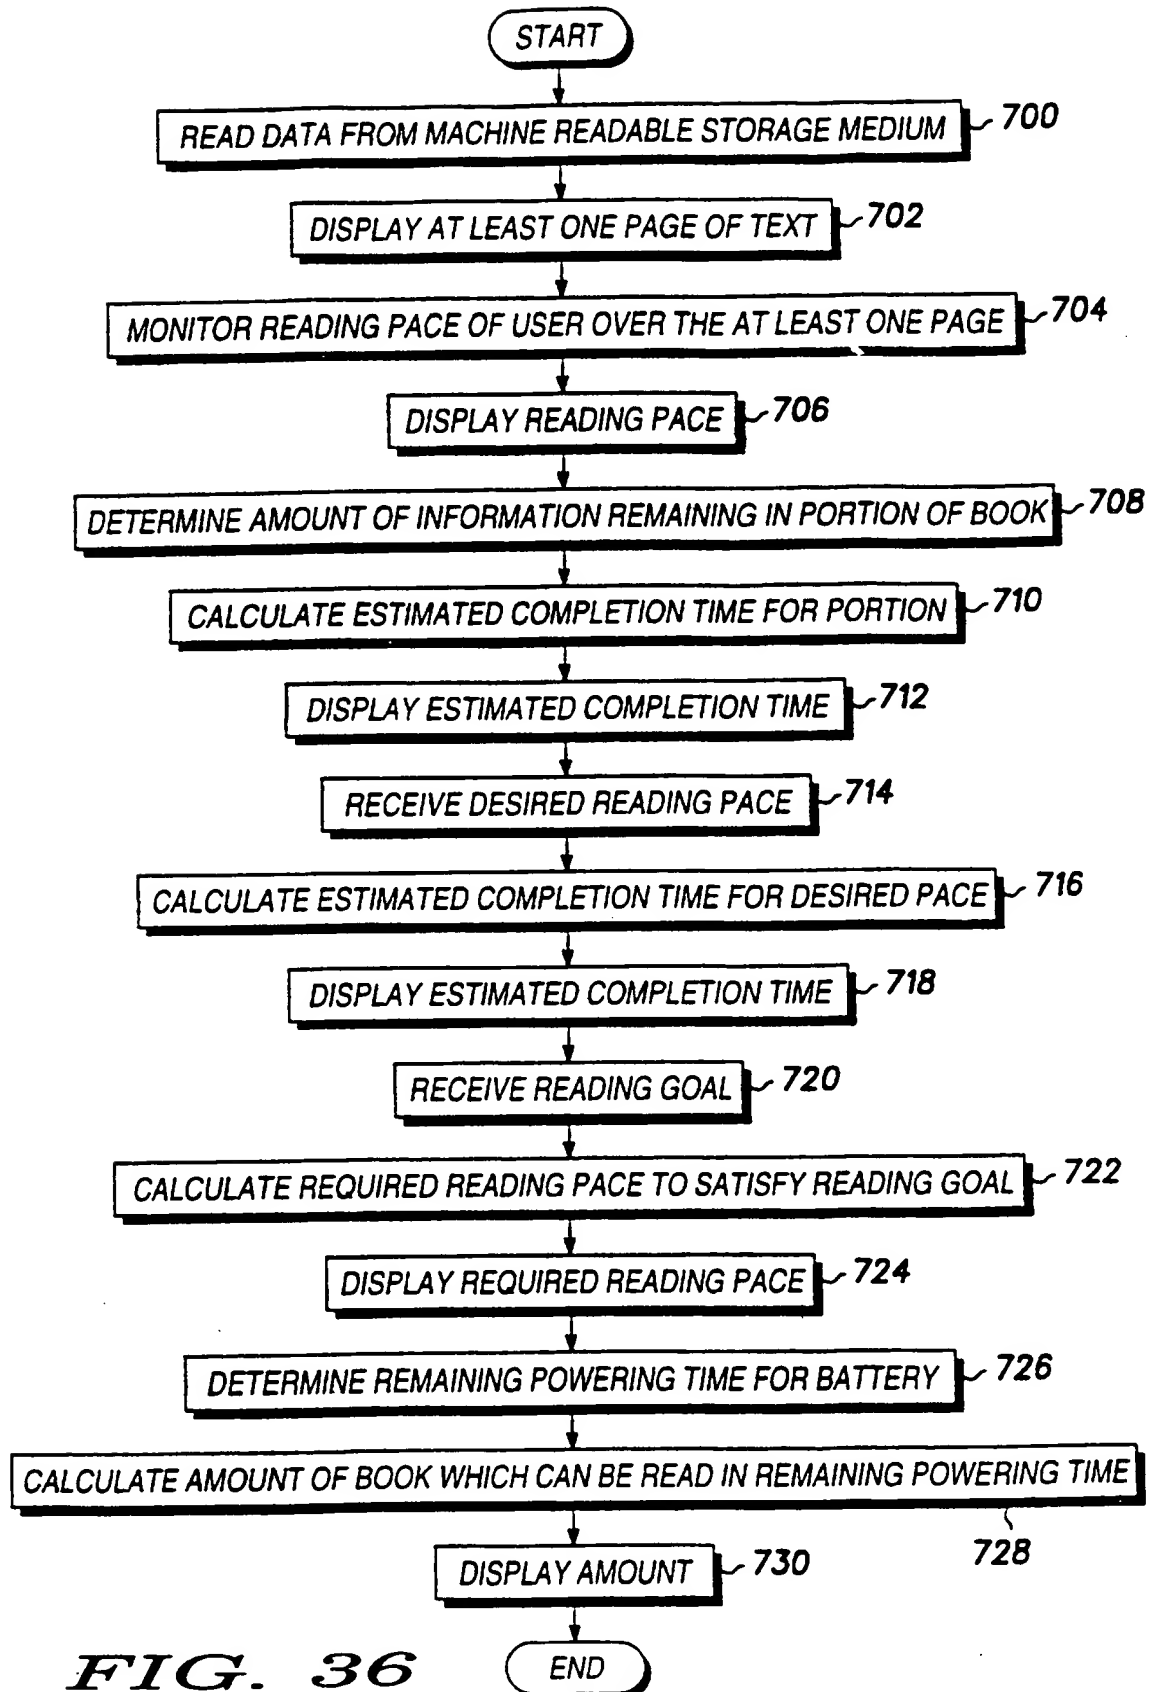 START
READ DATA FROM MACHINE READABLE STORAGE MEDIUM 700
DISPLAY AT LEAST ONE PAGE OF TEXT 702
MONITOR READING PACE OF USER OVER THE AT LEAST ONE PAGE 704
DISPLAY READING PACE 706
DETERMINE AMOUNT OF INFORMATION REMAINING IN PORTION OF BOOK 708
CALCULATE ESTIMATED COMPLETION TIME FOR PORTION 710
DISPLAY ESTIMATED COMPLETION TIME 712
RECEIVE DESIRED READING PACE 714
CALCULATE ESTIMATED COMPLETION TIME FOR DESIRED PACE 716
DISPLAY ESTIMATED COMPLETION TIME 718
RECEIVE READING GOAL 720
CALCULATE REQUIRED READING PACE TO SATISFY READING GOAL 722
DISPLAY REQUIRED READING PACE 724
DETERMINE REMAINING POWERING TIME FOR BATTERY 726
CALCULATE AMOUNT OF BOOK WHICH CAN BE READ IN REMAINING POWERING TIME
728
DISPLAY AMOUNT 730
END
FIG. 36